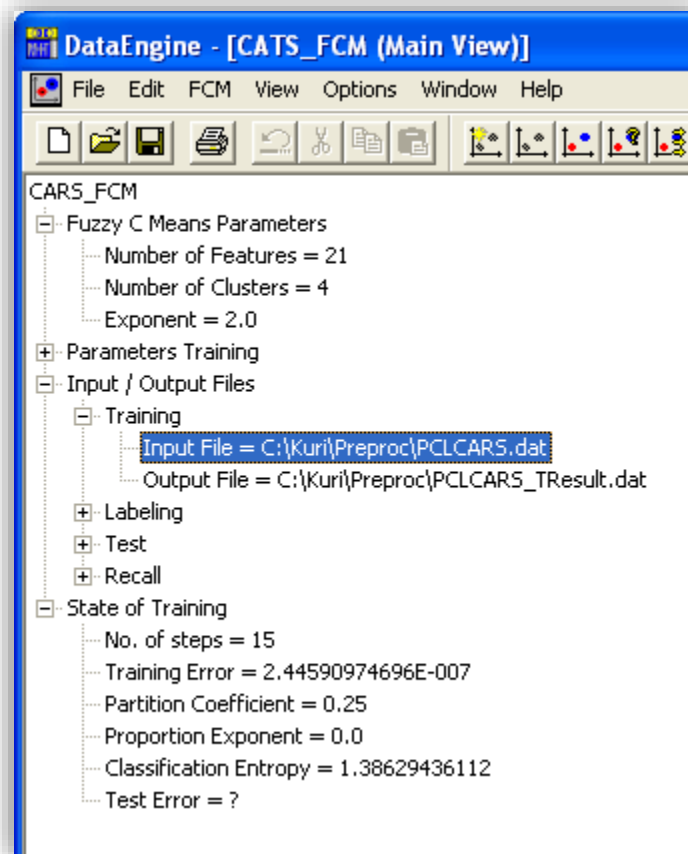 DataEngine - [CATS_FCM (Main View)]
File Edit FCM View Options Window Help
CARS_FCM
Fuzzy C Means Parameters
Number of Features = 21
Number of Clusters = 4
Exponent = 2.0
Parameters Training
Input / Output Files
Training
Input File = C:\Kuri\Preproc\PCLCARS.dat
Output File = C:\Kuri\Preproc\PCLCARS_TResult.dat
Labeling
Test
Recall
State of Training
No. of steps = 15
Training Error = 2.44590974696E-007
Partition Coefficient = 0.25
Proportion Exponent = 0.0
Classification Entropy = 1.38629436112
Test Error = ?